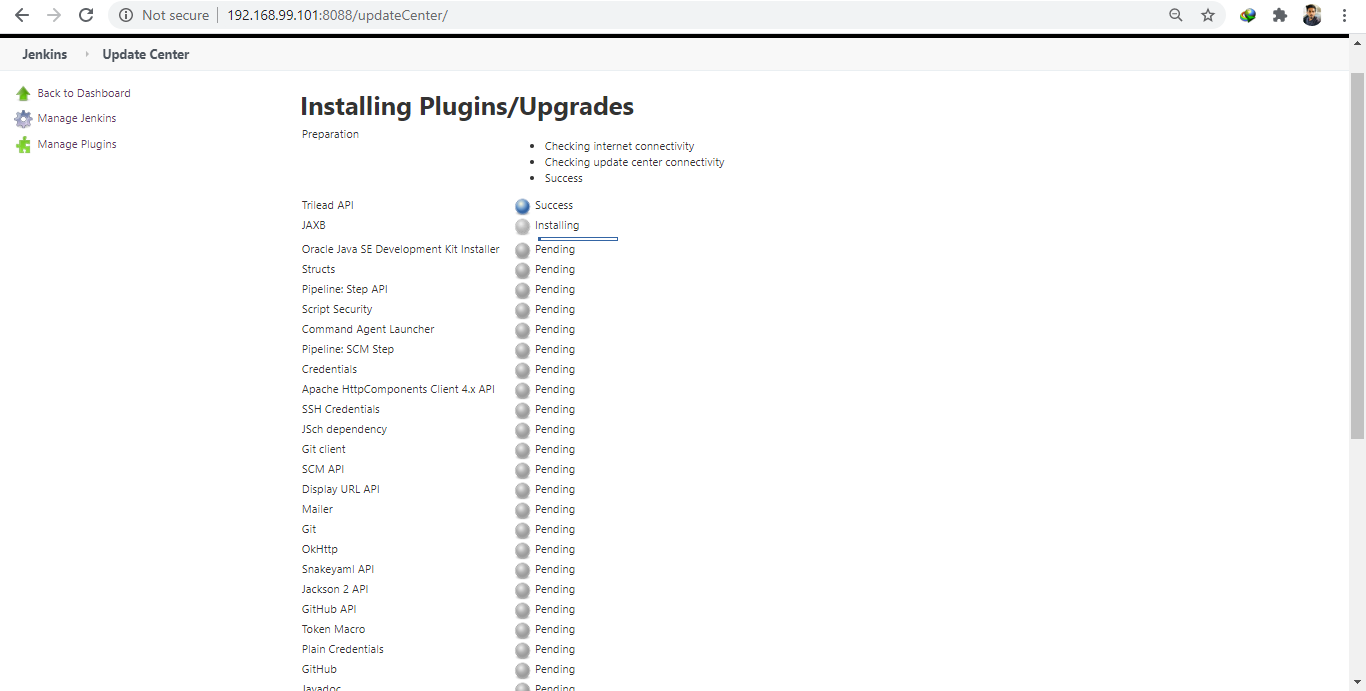 Not secure | 192.168.99.101:8088/updateCenter/
Jenkins Update Center
Back to Dashboard
Manage Jenkins
Manage Plugins
Installing Plugins/Upgrades
Preparation
Checking internet connectivity
Checking update center connectivity
Success
Trilead API Success
JAXB Installing
Oracle Java SE Development Kit Installer Pending
Structs Pending
Pipeline: Step API Pending
Script Security Pending
Command Agent Launcher Pending
Pipeline: SCM Step Pending
Credentials Pending
Apache HttpComponents Client 4.x API Pending
SSH Credentials Pending
JSch dependency Pending
Git client Pending
SCM API Pending
Display URL API Pending
Mailer Pending
Git Pending
OkHttp Pending
Snakeyaml API Pending
Jackson 2 API Pending
GitHub API Pending
Token Macro Pending
Plain Credentials Pending
GitHub Pending
Javadoc Pending